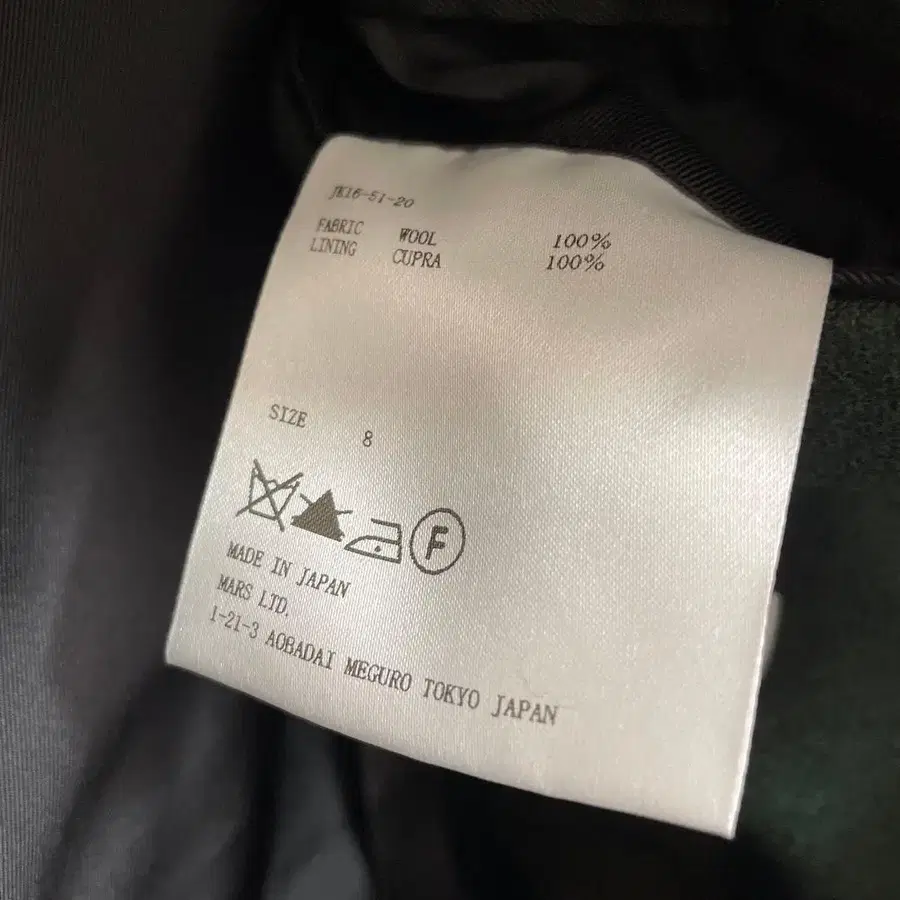 JK16-51-20
FABRIC WOOL 100%
LINING CUPRA 100%
SIZE 8
F
MADE IN JAPAN
MARS LTD.
1-21-3 AOBADAI MEGURO TOKYO JAPAN